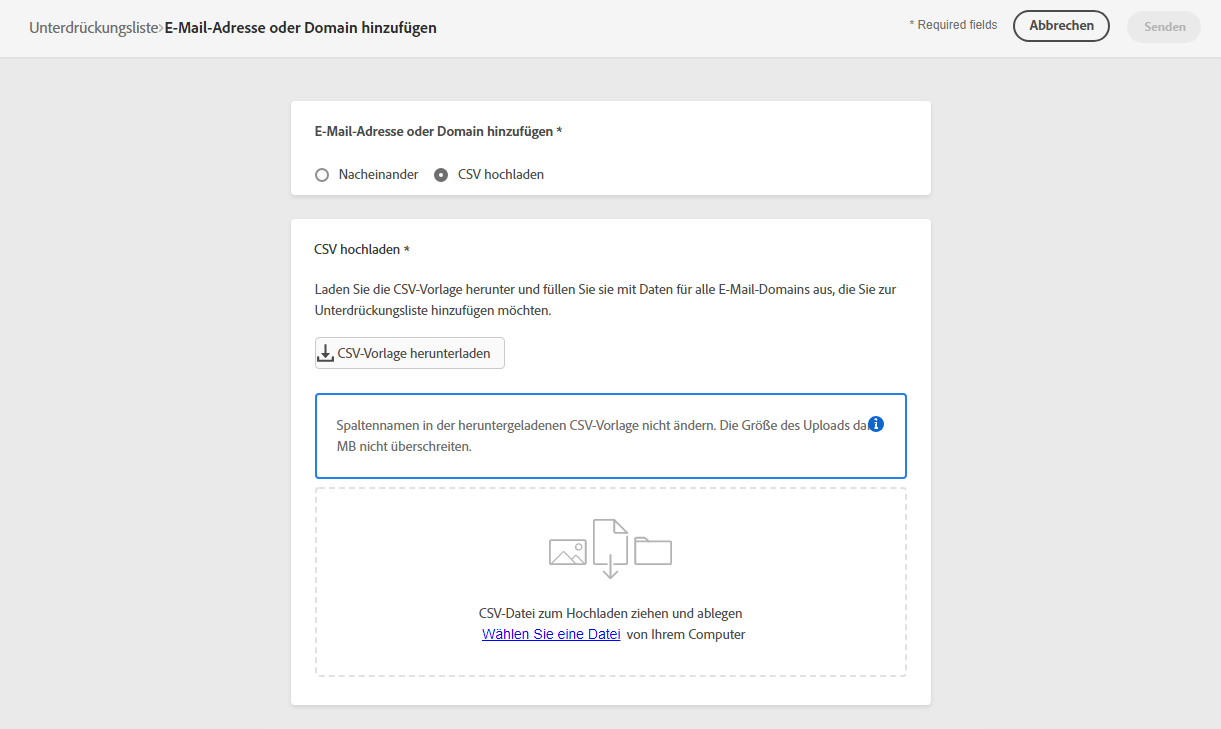 Unterdrückungsliste›E-Mail-Adresse oder Domain hinzufügen
* Required fields
Abbrechen
Senden
E-Mail-Adresse oder Domain hinzufügen *
Nacheinander CSV hochladen
CSV hochladen *
Laden Sie die CSV-Vorlage herunter und füllen Sie sie mit Daten für alle E-Mail-Domains aus, die Sie zur
Unterdrückungsliste hinzufügen möchten.
CSV-Vorlage herunterladen
Spaltennamen in der heruntergeladenen CSV-Vorlage nicht ändern. Die Größe des Uploads
MB nicht überschreiten.
CSV-Datei zum Hochladen ziehen und ablegen
Wählen Sie eine Datei von Ihrem Computer